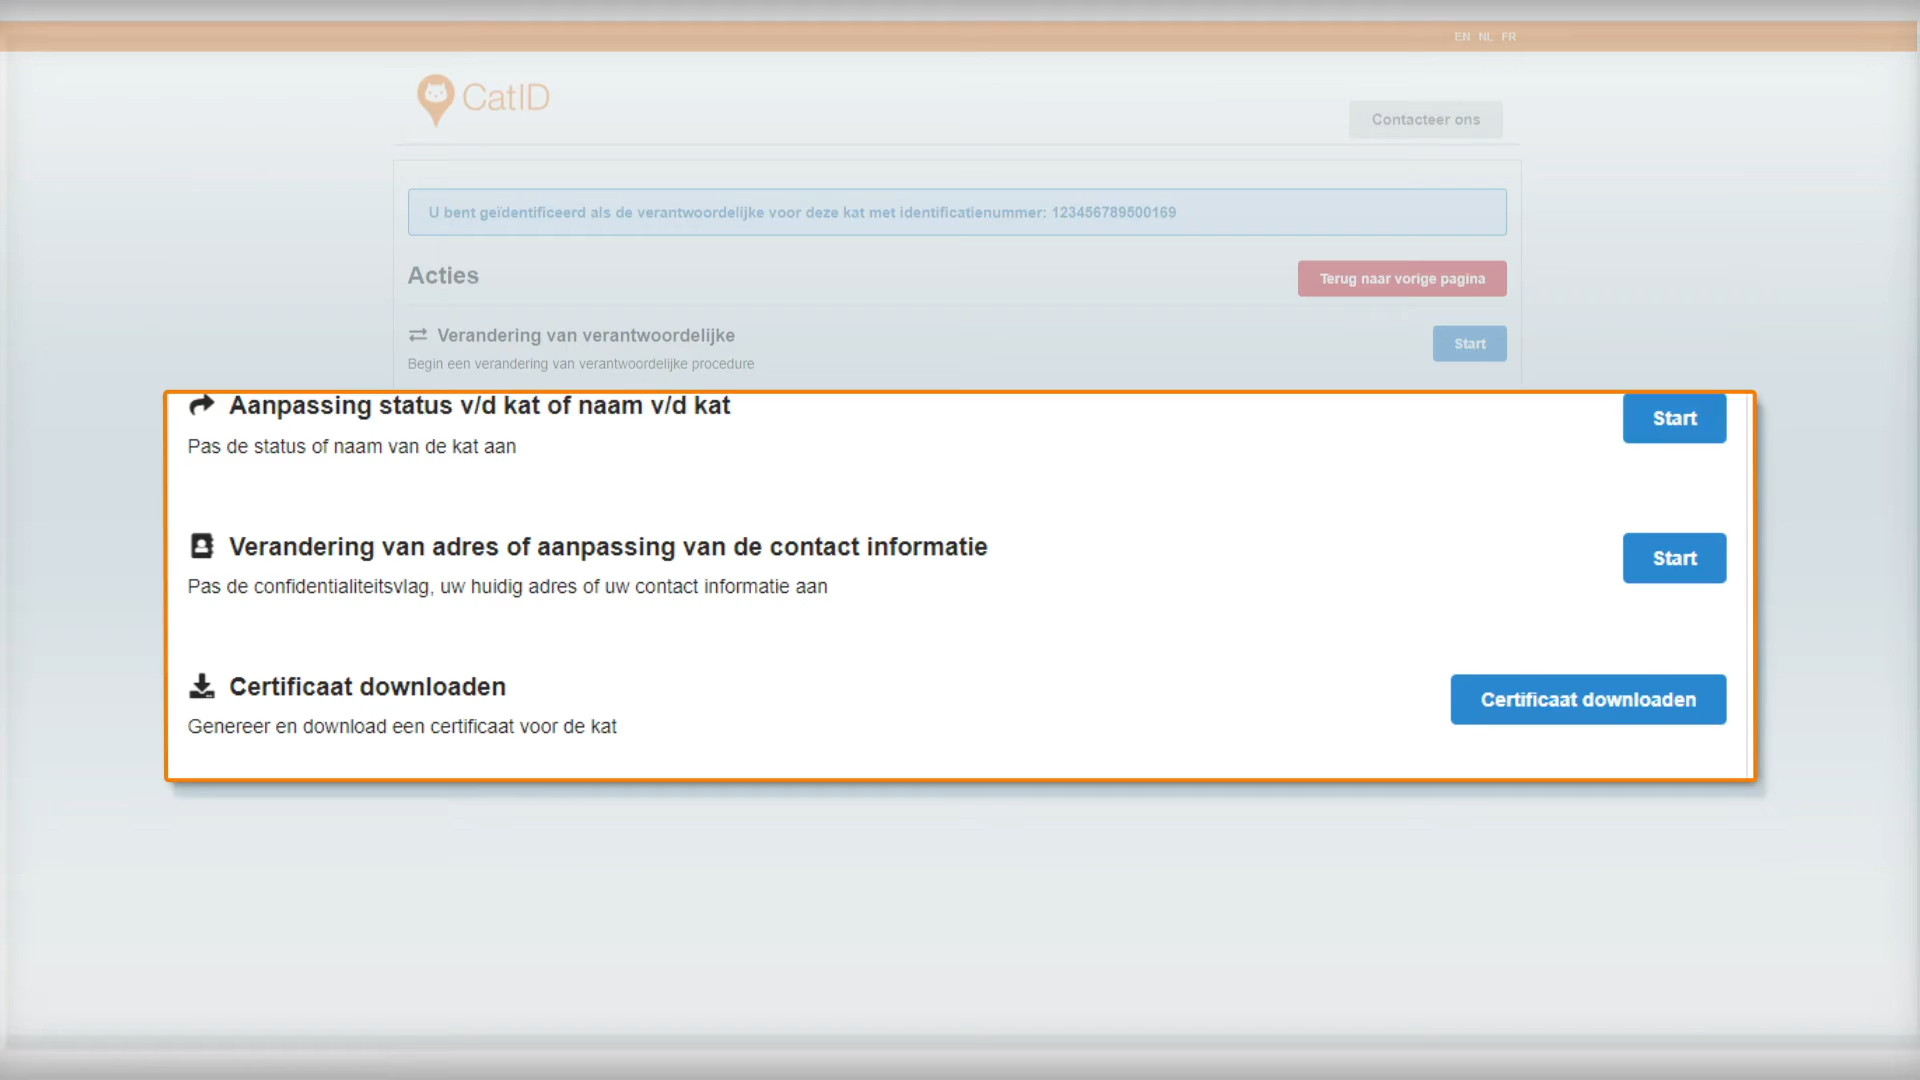 EN NL FR
CatID
Contacteer ons
U bent geïdentificeerd als de verantwoordelijke voor deze kat met identificatienummer: 123456789500169
Acties
Terug naar vorige pagina
Verandering van verantwoordelijke
Start
Begin een verandering van verantwoordelijke procedure
Aanpassing status v/d kat of naam v/d kat
Start
Pas de status of naam van de kat aan
Verandering van adres of aanpassing van de contact informatie
Start
Pas de confidentialiteitsvlag, uw huidig adres of uw contact informatie aan
Certificaat downloaden
Certificaat downloaden
Genereer en download een certificaat voor de kat